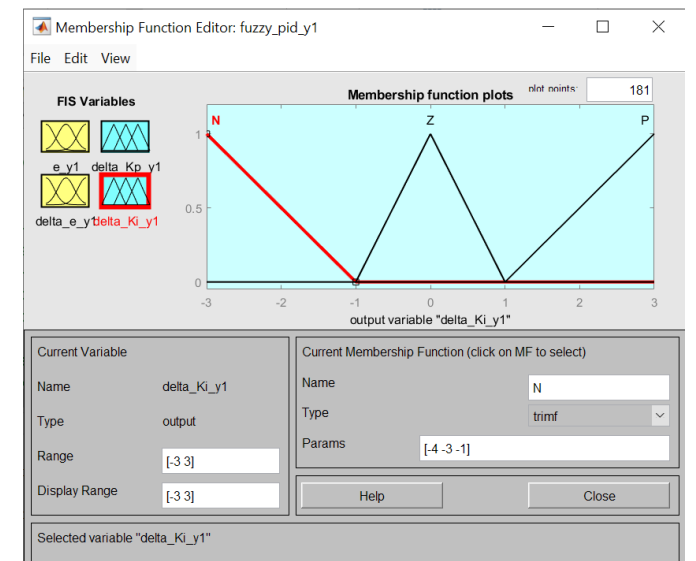 Membership Function Editor: fuzzy_pid_y1
File Edit View
FIS Variables
Membership function plots
plot points:
181
e_y1
delta_Kp_y1
delta_e_y1
delta_Ki_y1
N
Z
P
1
0.5
0
-3
-2
-1
0
1
2
3
output variable "delta_Ki_y1"
Current Variable
Name
delta_Ki_y1
Type
output
Range
[-3 3]
Display Range
[-3 3]
Current Membership Function (click on MF to select)
Name
N
Type
trimf
Params
[-4 -3 -1]
Help
Close
Selected variable "delta_Ki_y1"